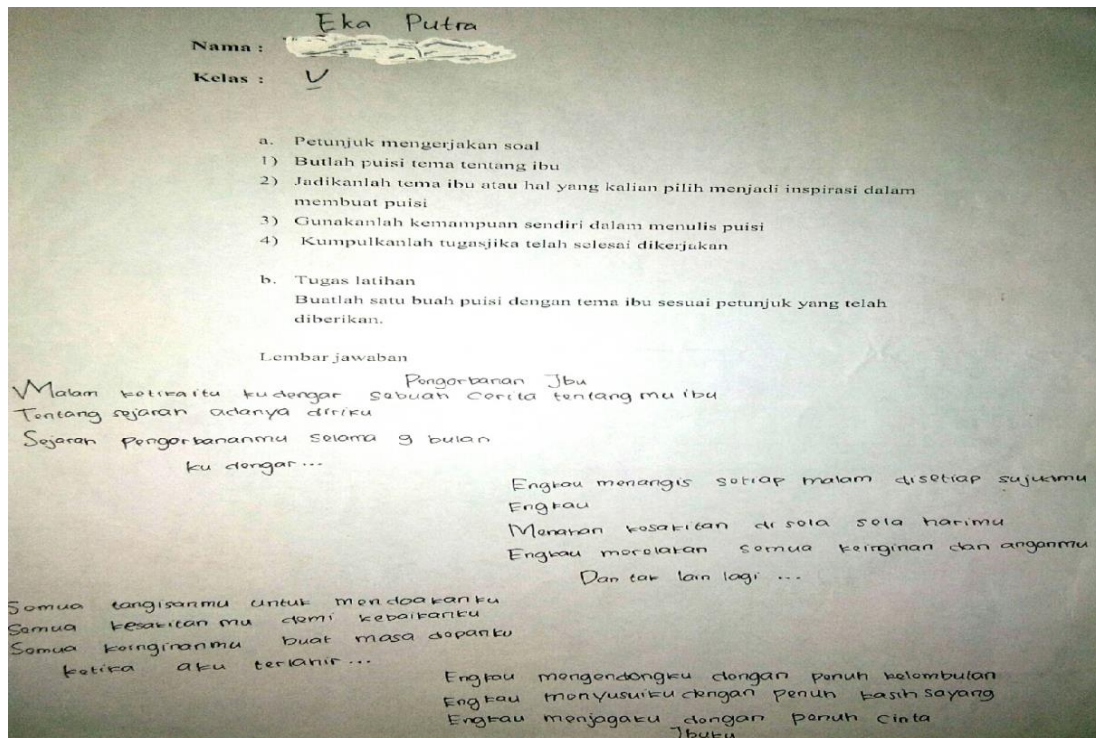 Eka Putra
Nama :
Kelas : V
a. Petunjuk mengerjakan soal
1) Butlah puisi tema tentang ibu
2) Jadikanlah tema ibu atau hal yang kalian pilih menjadi inspirasi dalam
membuat puisi
3) Gunakanlah kemampuan sendiri dalam menulis puisi
4) Kumpulkanlah tugasjika telah selesai dikerjakan
b. Tugas latihan
Buatlah satu buah puisi dengan tema ibu sesuai petunjuk yang telah
diberikan.
Lembar jawaban
Pengorbanan Ibu
Malam ketika itu ku dengar sebuah cerita tentang mu ibu
Tentang sejarah adanya diriku
Sejarah pengorbananmu selama 9 bulan
ku dengar ...
Engkau menangis setiap malam disetiap sujudmu
Engkau
Menahan kesakitan di sela sela harimu
Engkau merelakan semua keinginan dan anganmu
Dan tak lain lagi ...
Semua tangisanmu untuk mendoakanku
Semua kesakitan mu demi kebaikanku
Semua keinginanmu buat masa depanku
ketika aku terlahir ...
Engkau mengendongku dengan penuh kelembutan
Engkau menyusuiku dengan penuh kasih sayang
Engkau menjagaku dengan penuh cinta
Ibuku